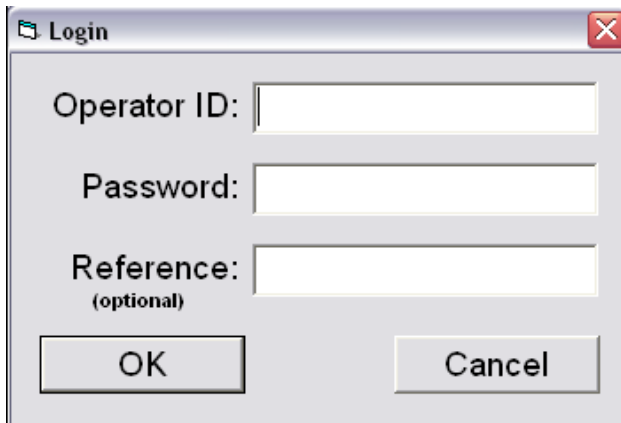 Login
Operator ID:
Password:
Reference:
(optional)
OK Cancel